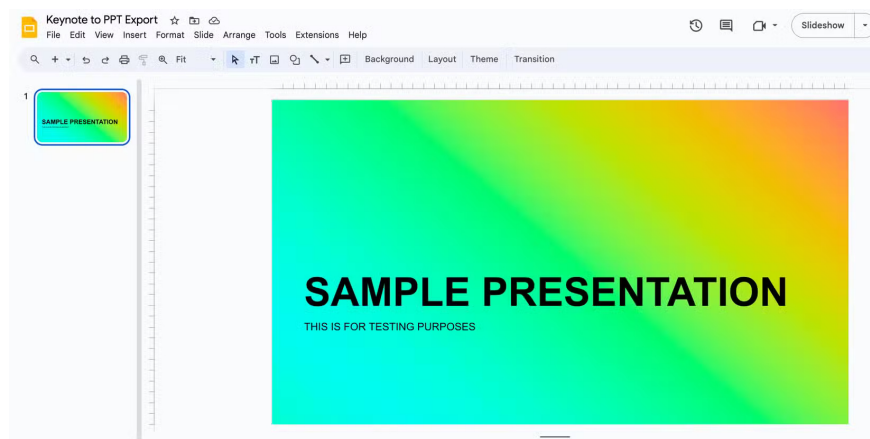 Keynote to PPT Export
File Edit View Insert Format Slide Arrange Tools Extensions Help
Slideshow
Fit
Background Layout Theme Transition
1
SAMPLE PRESENTATION
SAMPLE PRESENTATION
THIS IS FOR TESTING PURPOSES